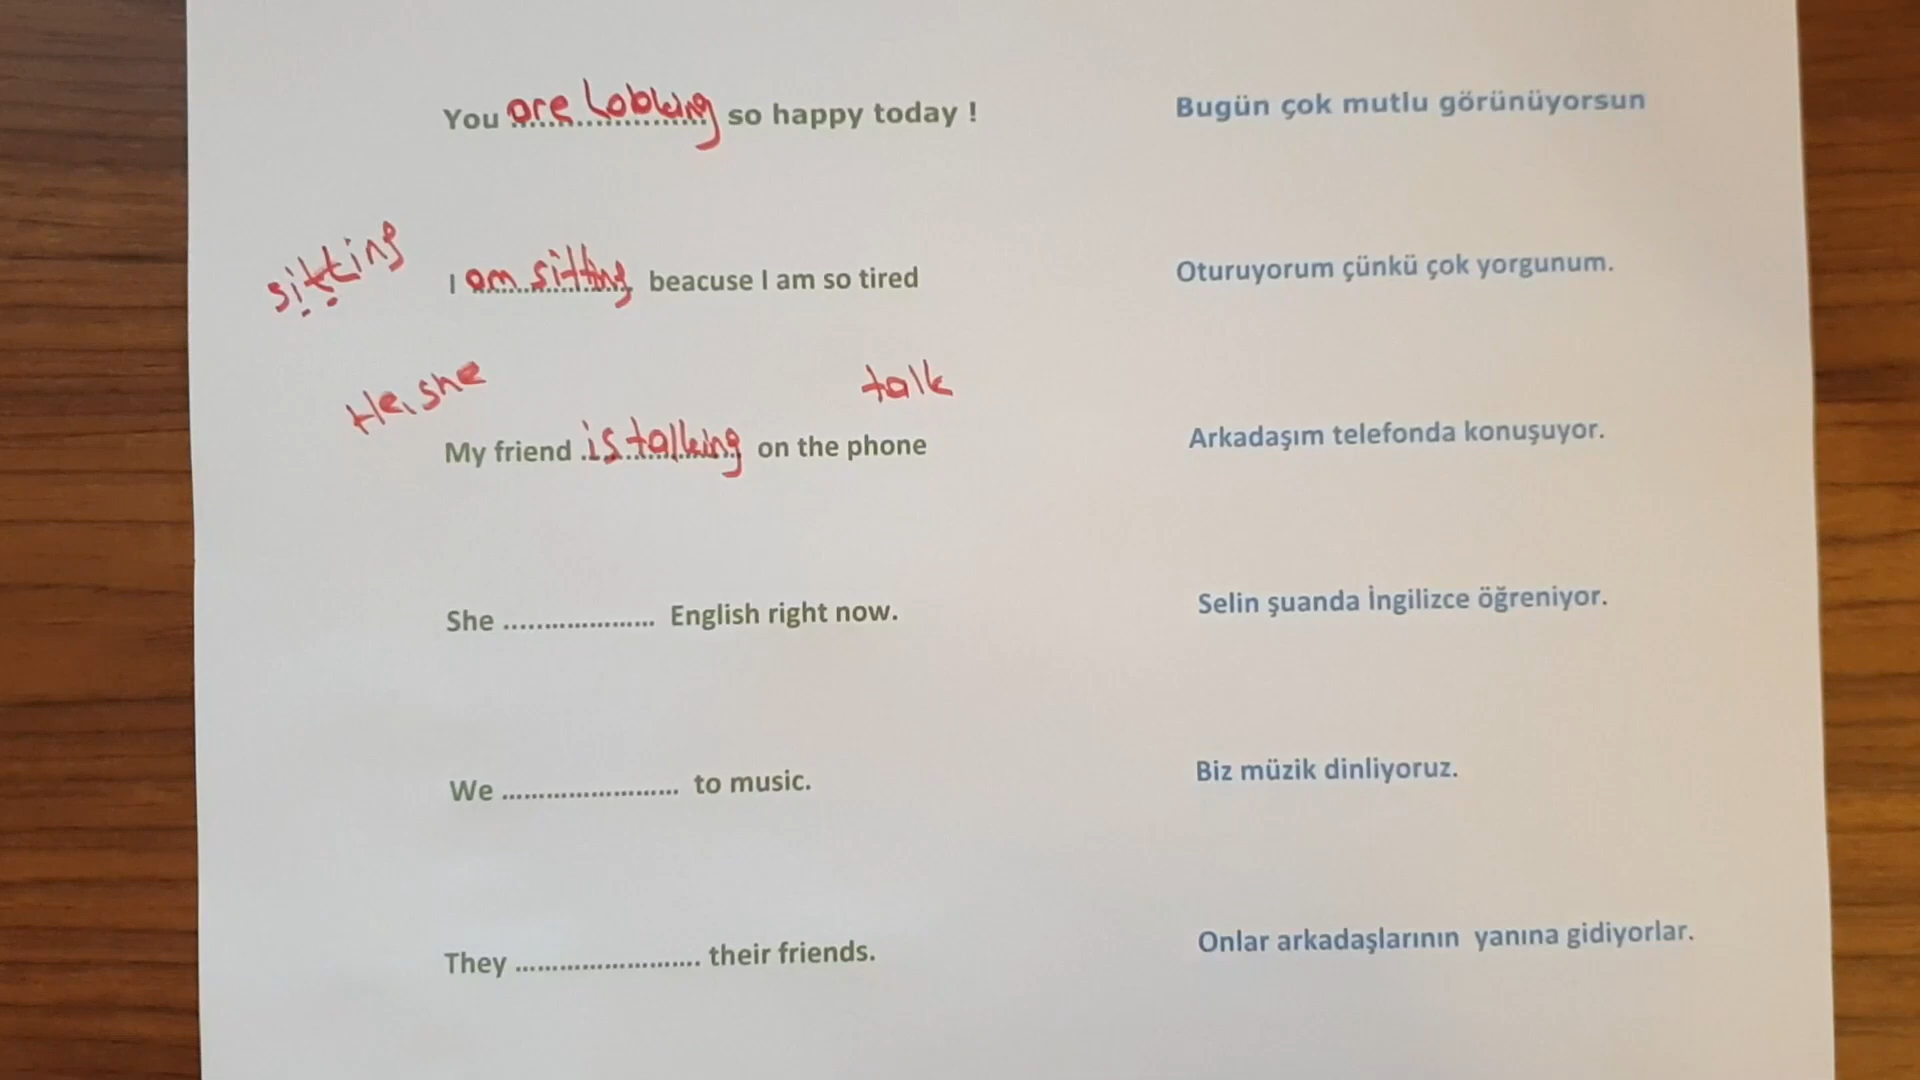 You are looking so happy today !
Bugün çok mutlu görünüyorsun
sitting
I am sitting beacuse I am so tired
Oturuyorum çünkü çok yorgunum.
He, she
talk
My friend is talking on the phone
Arkadaşım telefonda konuşuyor.
She ................... English right now.
Selin şuanda İngilizce öğreniyor.
We ........................ to music.
Biz müzik dinliyoruz.
They ......................... their friends.
Onlar arkadaşlarının yanına gidiyorlar.